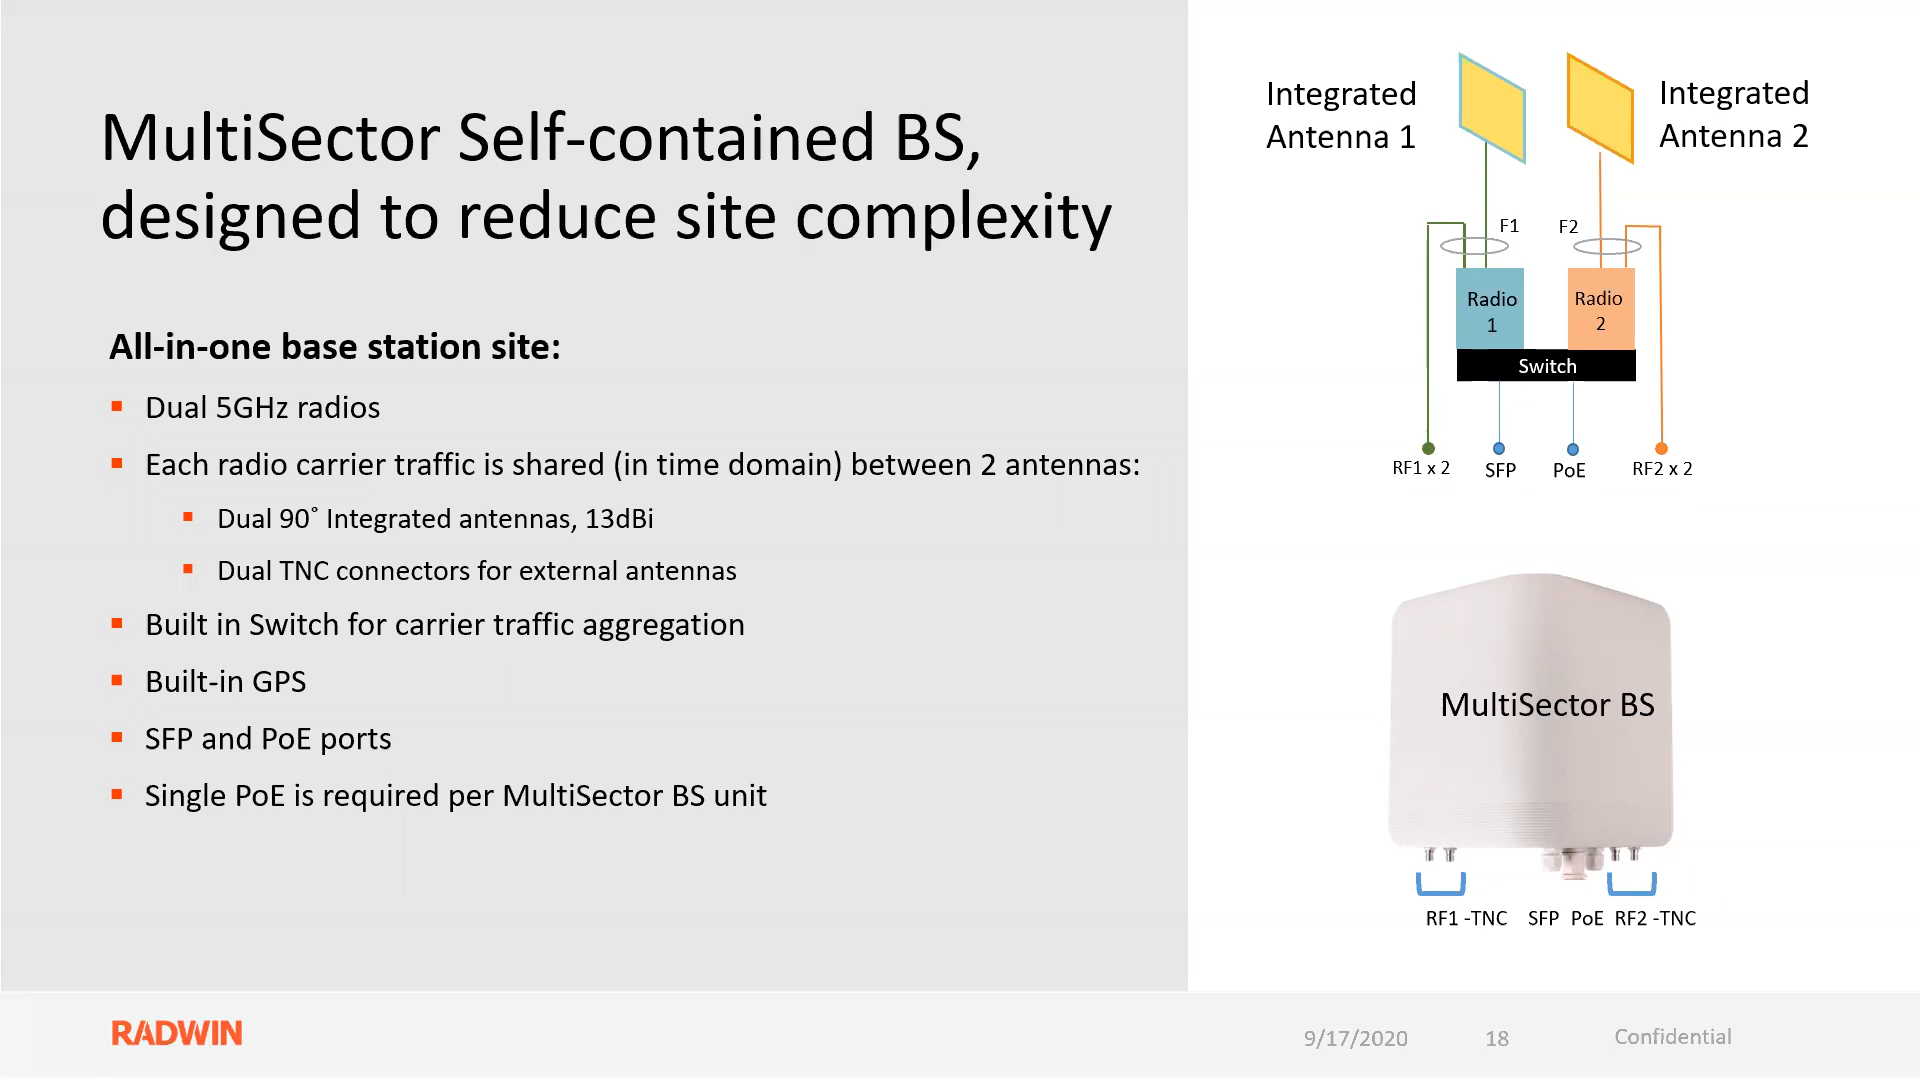 MultiSector Self-contained BS,
designed to reduce site complexity
All-in-one base station site:
Dual 5GHz radios
Each radio carrier traffic is shared (in time domain) between 2 antennas:
Dual 90˚ Integrated antennas, 13dBi
Dual TNC connectors for external antennas
Built in Switch for carrier traffic aggregation
Built-in GPS
SFP and PoE ports
Single PoE is required per MultiSector BS unit
Integrated
Antenna 1
Integrated
Antenna 2
F1
F2
Radio
1
Radio
2
Switch
RF1 x 2
SFP
PoE
RF2 x 2
MultiSector BS
RF1 -TNC
SFP
PoE
RF2 -TNC
RADWIN
9/17/2020
18
Confidential